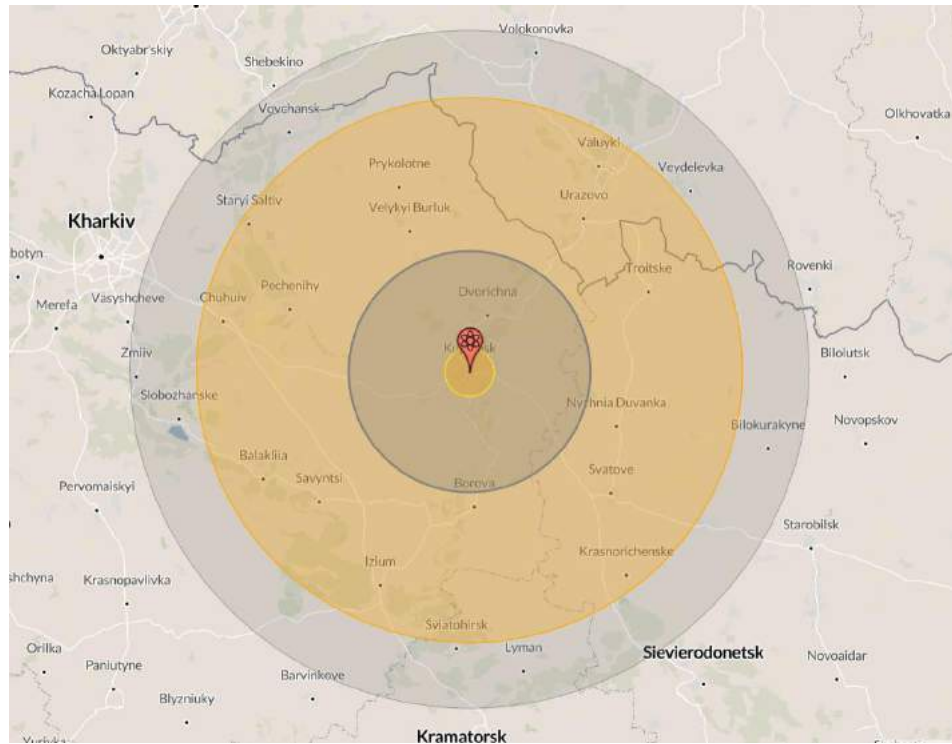 Volokonovka
Oktyabr'skiy
Shebekino
Kozacha Lopan
Vovchansk
Olkhovatka
Valuyki
Prykolotne
Veydelevka
Urazovo
Staryi Saltiv
Velykyi Burluk
Kharkiv
botyn
Rovenki
Troitske
Pechenihy
Dvorichna
Vasyshcheve
Chuhuiv
Merefa
Zmiiv
Biloiutsk
Slobozhanske
Nyzhnia Duvanka
Novopskov
Bilokurakyne
Balakliia
Svatove
Savyntsi
Borova
Pervomaiskyi
Starobilsk
Krasnorichenske
Izium
shchyna
Krasnopavlivka
Sviatohirsk
Orilka
Lyman
Sievierodonetsk
Paniutyne
Novoaidar
Barvinkove
Blyzniuky
Kramatorsk